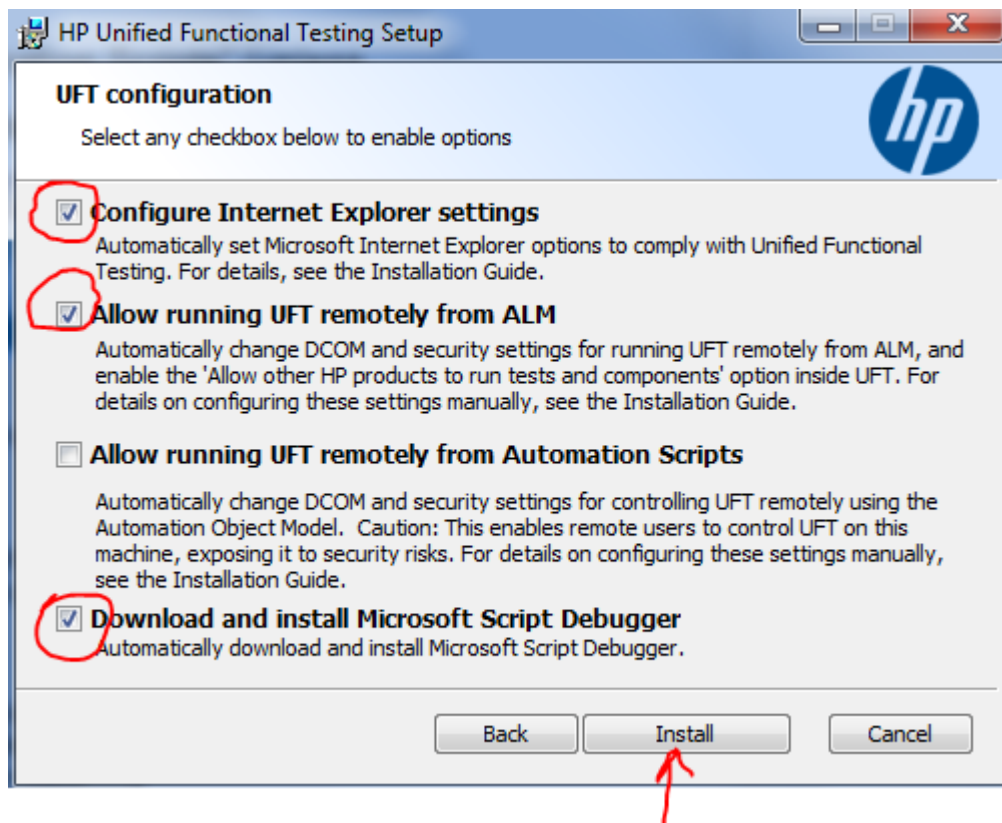 HP Unified Functional Testing Setup
UFT configuration
Select any checkbox below to enable options
hp
Configure Internet Explorer settings
Automatically set Microsoft Internet Explorer options to comply with Unified Functional
Testing. For details, see the Installation Guide.
Allow running UFT remotely from ALM
Automatically change DCOM and security settings for running UFT remotely from ALM, and
enable the 'Allow other HP products to run tests and components' option inside UFT. For
details on configuring these settings manually, see the Installation Guide.
Allow running UFT remotely from Automation Scripts
Automatically change DCOM and security settings for controlling UFT remotely using the
Automation Object Model.  Caution: This enables remote users to control UFT on this
machine, exposing it to security risks. For details on configuring these settings manually,
see the Installation Guide.
Download and install Microsoft Script Debugger
Automatically download and install Microsoft Script Debugger.
Back
Install
Cancel